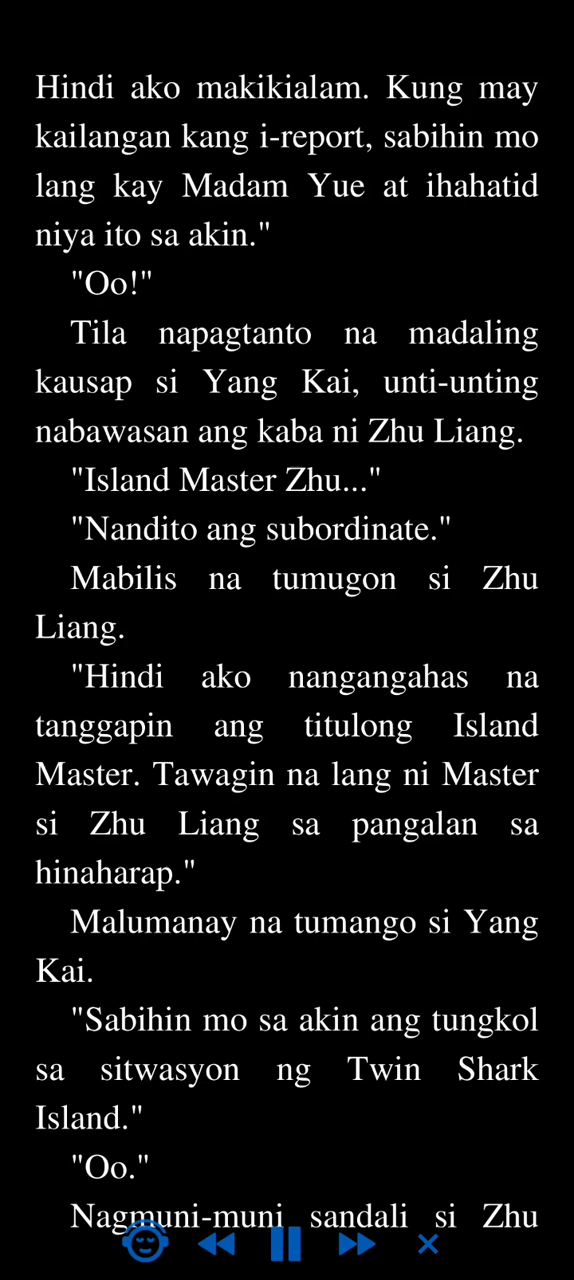 Hindi ako makikialam. Kung may
kailangan kang i-report, sabihin mo
lang kay Madam Yue at ihahatid
niya ito sa akin."
"Oo!"
Tila napagtanto na madaling
kausap si Yang Kai, unti-unting
nabawasan ang kaba ni Zhu Liang.
"Island Master Zhu..."
"Nandito ang subordinate."
Mabilis na tumugon si Zhu
Liang.
"Hindi ako nangangahas na
tanggapin ang titulong Island
Master. Tawagin na lang ni Master
si Zhu Liang sa pangalan sa
hinaharap."
Malumanay na tumango si Yang
Kai.
"Sabihin mo sa akin ang tungkol
sa sitwasyon ng Twin Shark
Island."
"Oo."
Nagmuni-muni sandali si Zhu